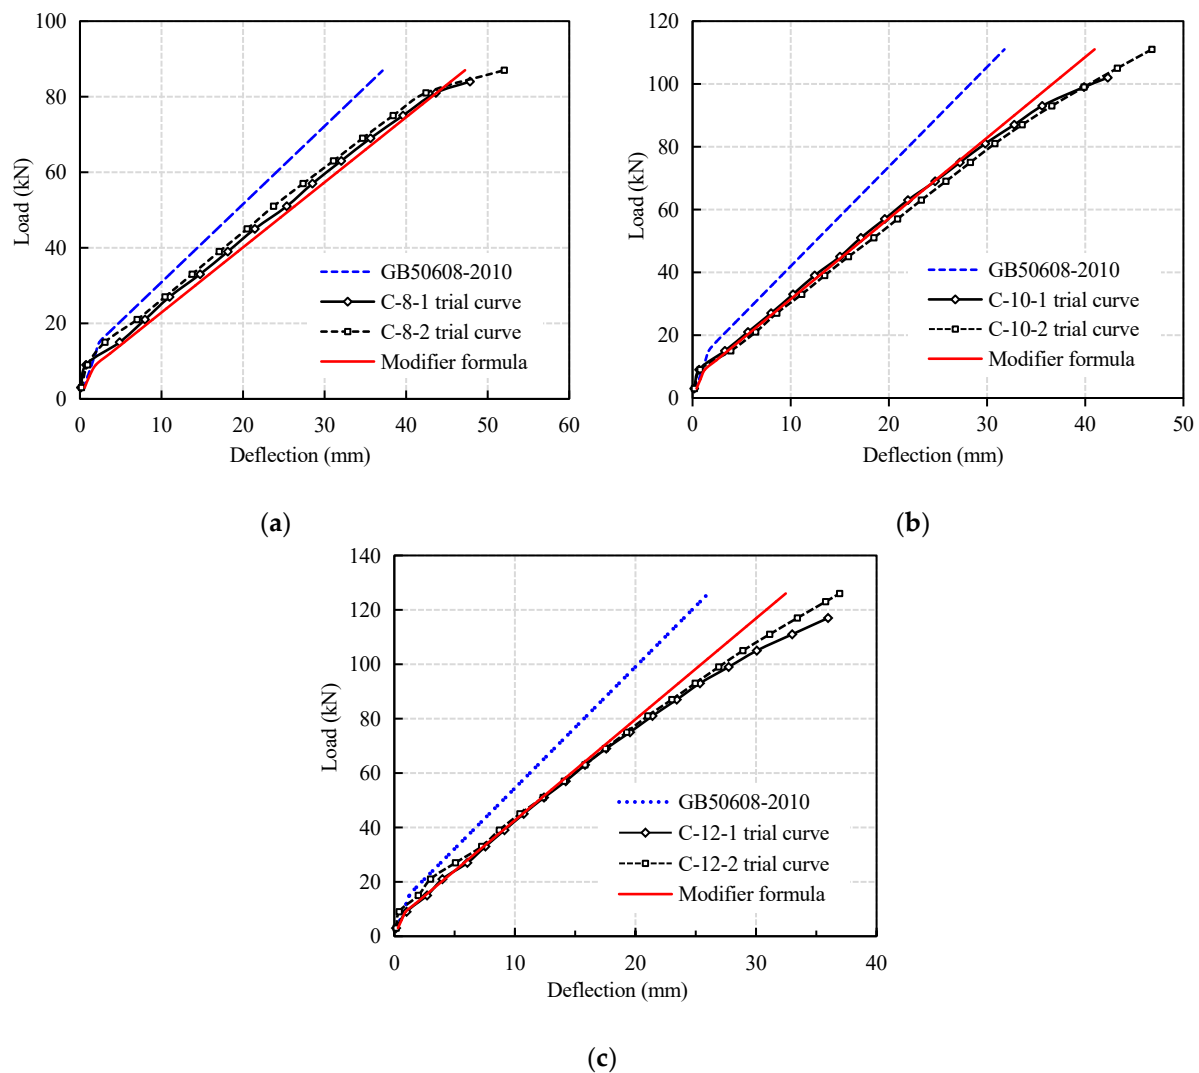 100
80
60
40
20
0
Load (kN)
GB50608-2010
C-8-1 trial curve
C-8-2 trial curve
Modifier formula
0 10 20 30 40 50 60
Deflection (mm)
(a)
120
100
80
60
40
20
0
Load (kN)
GB50608-2010
C-10-1 trial curve
C-10-2 trial curve
Modifier formula
0 10 20 30 40 50
Deflection (mm)
(b)
140
120
100
80
60
40
20
0
Load (kN)
GB50608-2010
C-12-1 trial curve
C-12-2 trial curve
Modifier formula
0 10 20 30 40
Deflection (mm)
(c)